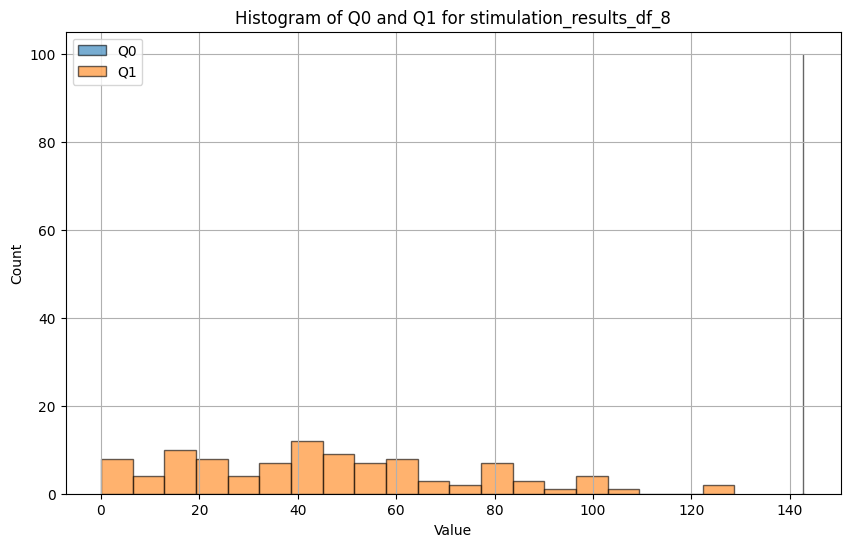 Histogram of Q0 and Q1 for stimulation_results_df_8
Q0
Q1
100
80
60
40
20
0
Count
0 20 40 60 80 100 120 140
Value